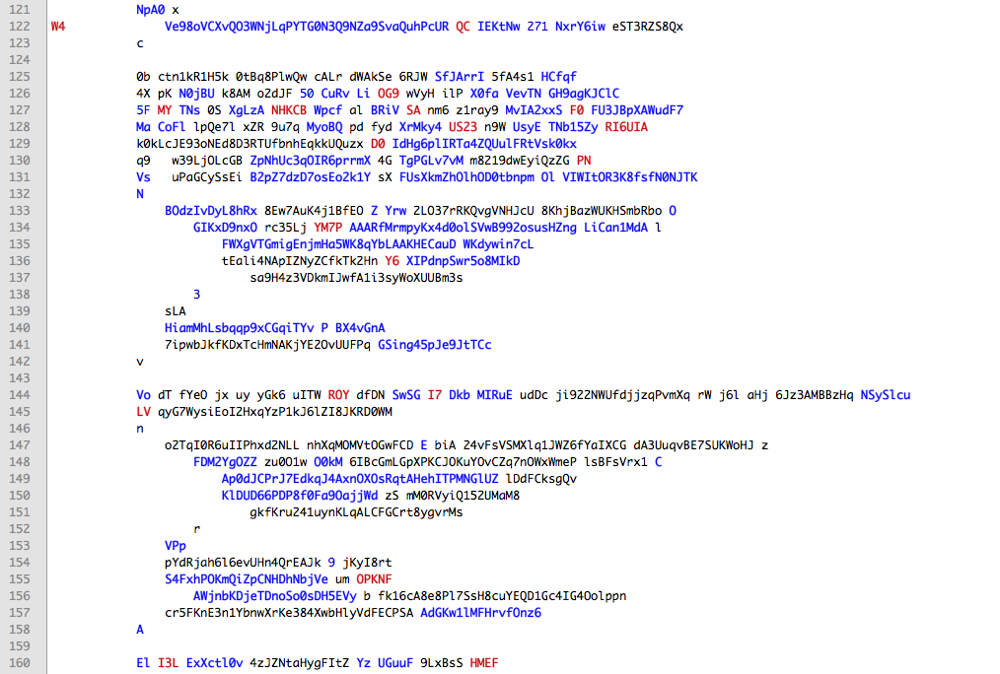 121 NpA0 x
122 W4 Ve98oVCXvQO3WNjLqPYTG0N3Q9NZa9SvaQuhPcUR QC IEKtNw 271 NxrY6iw eST3RZS8Qx
123 c
124
125 0b ctn1kR1H5k 0tBq8PlwQw cALr dWAkSe 6RJW SfJArrI 5fA4s1 HCfqf
126 4X pK N0jBU k8AM o2dJF 50 CuRv Li OG9 wVyH ilP X0fa VevTN GH9agKJClC
127 5F MY TNs 0S XgLzA NHKCB Wpcf al BRiV SA nm6 z1ray9 MvIA2xxS F0 FU3JBpXAWudF7
128 Ma CoFl lpQe7l xZR 9u7q MyoBQ pd fyd XrMky4 US23 n9W UsyE TNb15Zy RI6UIA
129 k0kLcJE93oNEd8D3RTUfbnhEqkkUQuzx D0 IdHg6plIRTa4ZQUulFRtVsk0kx
130 q9 w39LjOLcGB ZpNhUc3qOIR6prrmX 4G TgPGLv7vM m8219dwEyiQzZG PN
131 Vs uPaGCySsEi B2pZ7dzD7osEo2k1Y sX FUsXkmZhOlhOD0tbnpm Ol VIWItOR3K8fsfN0NJTK
132 N
133 BOdzIvDyL8hRx 8Ew7AuK4j1BfEO Z Yrw 2LO37rRKQvgVNHJcU 8KhjBazWUKHSmbRbo O
134 GIKxD9nxO rc35Lj YM7P AAARfMrmpyKx4d0olSVwB992osusHZng LiCan1MdA l
135 FWXgVTGmigEnjmHa5WK8qYbLAAKHECauD WKdywin7cL
136 tEali4NApIZNyZCfkTk2Hn Y6 XIPdnpSwr5o8MIkD
137 sa9H4z3VDkmIJwfA1i3syWoXUUBm3s
138 3
139 sLA
140 HiamMhLsbqqp9xCGqiTYv P BX4vGnA
141 7ipwbJkfKDxTcHmNAKjYE2OvUUFPq GSing45pJe9JtTCc
142 v
143
144 Vo dT fYeO jx uy yGk6 uITW ROY dfDN SwSG I7 Dkb MIRuE udDc ji922NWUfdjjzqPvmXq rW j6l aHj 6Jz3AMBBzHq NSySlcu
145 LV qyG7WysiEoI2HxqYzP1kJ6lZI8JKRD0WM
146 n
147 o2TqI0R6uIIPhxd2NLL nhXqMOMVtOGwFCD E biA 24vFsVSMXlq1JWZ6fYaIXCG dA3UuqvBE7SUKWoHJ z
148 FDM2YgOZZ zu0O1w O0kM 6IBcGmLGpXPKCJOKuYOvCZq7nOWxWmeP lsBFsVrx1 C
149 Ap0dJCPrJ7EdkqJ4AxnOXOsRqtAHehITPMNGlUZ lDdFCksgQv
150 KlDUD66PDP8f0Fa9OajjWd zS mM0RVyiQ152UMaM8
151 gkfKru241uynKLqALCFGCrt8ygvrMs
152 r
153 VPp
154 pYdRjah6l6evUHn4QrEAJk 9 jKyI8rt
155 S4FxhPOKmQiZpCNHDhNbjVe um OPKNF
156 AWjnbKDjeTDnoSo0sDH5EVy b fk16cA8e8Pl7SsH8cuYEQD1Gc4IG4Oolppn
157 cr5FKnE3n1YbnwXrKe384XwbHlyVdFECPSA AdGKw1lMFHrvfOnz6
158 A
159
160 El I3L ExXctl0v 4zJZNtaHygFItZ Yz UGuuF 9LxBsS HMEF